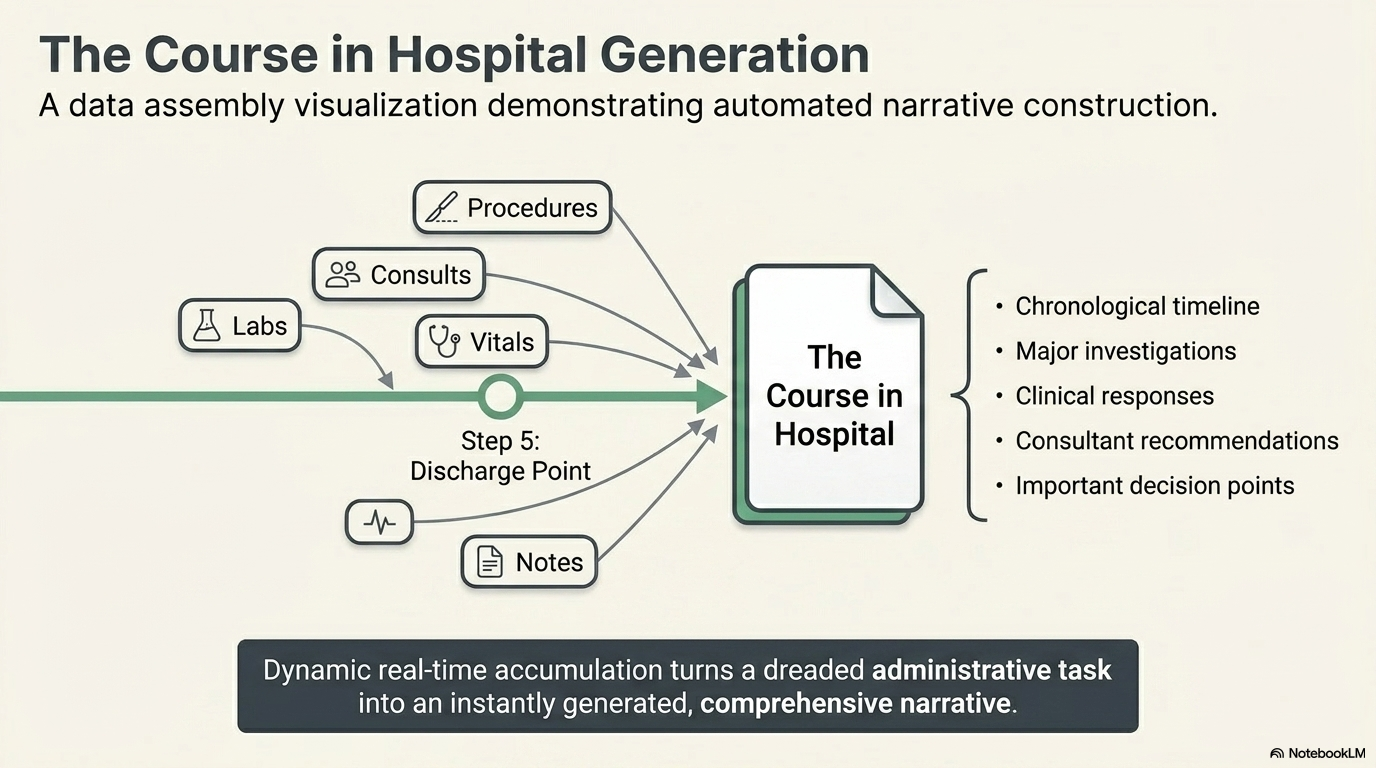 The Course in Hospital Generation
A data assembly visualization demonstrating automated narrative construction.
Procedures
Consults
Labs
Vitals
Step 5:
Discharge Point
Notes
The
Course in
Hospital
• Chronological timeline
• Major investigations
• Clinical responses
• Consultant recommendations
• Important decision points
Dynamic real-time accumulation turns a dreaded administrative task
into an instantly generated, comprehensive narrative.
NotebookLM